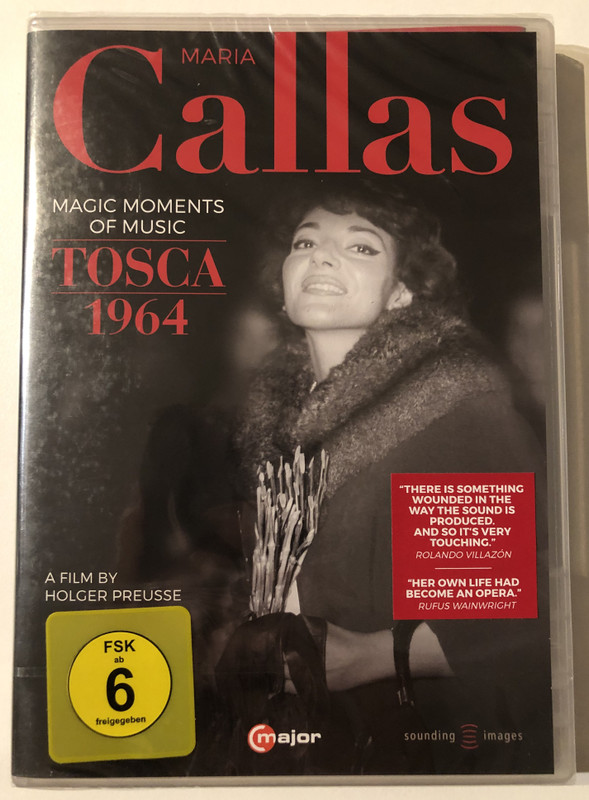 MARIA
Callas
MAGIC MOMENTS
OF MUSIC
TOSCA
1964
"THERE IS SOMETHING
WOUNDED IN THE
WAY THE SOUND IS
PRODUCED.
AND SO IT'S VERY
TOUCHING."
ROLANDO VILLAZÓN
"HER OWN LIFE HAD
BECOME AN OPERA."
RUFUS WAINWRIGHT
A FILM BY
HOLGER PREUSSE
FSK
ab
6
freigegeben
C major
sounding images